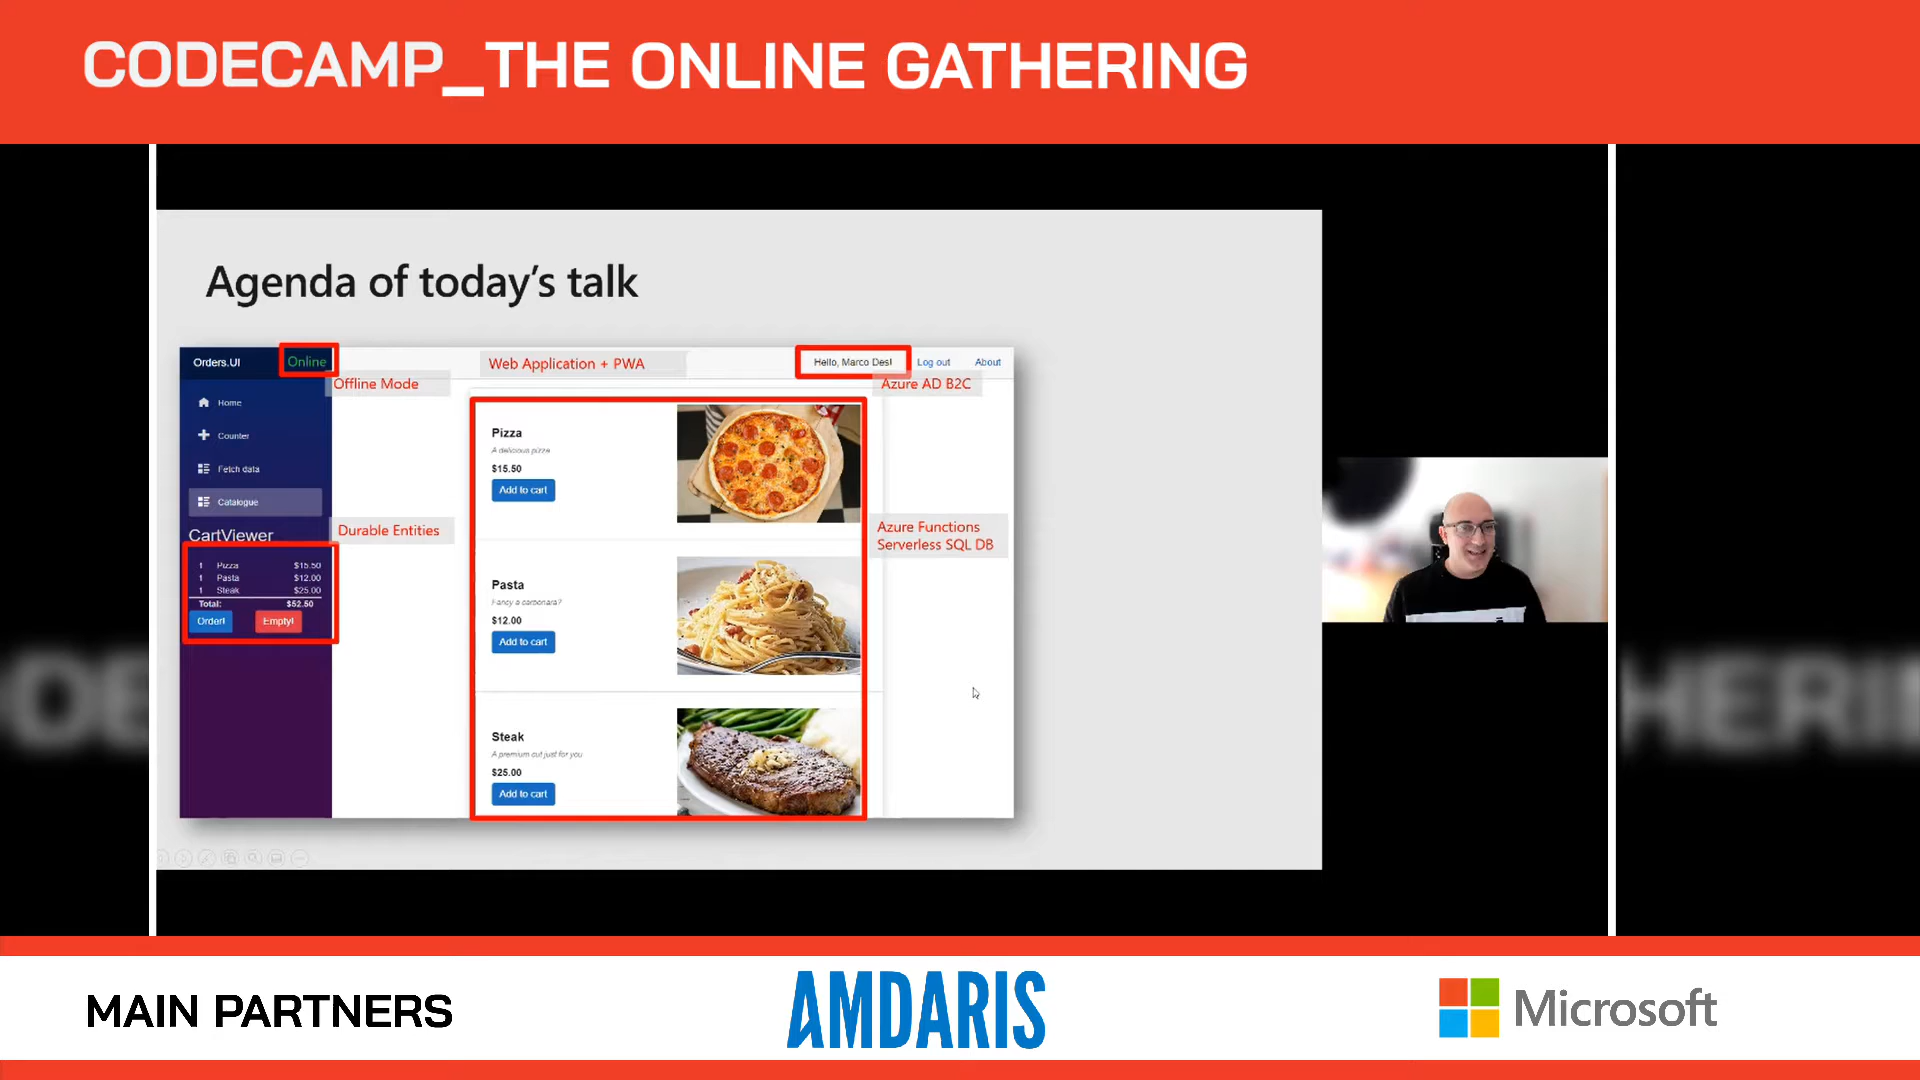 CODECAMP_THE ONLINE GATHERING
Agenda of today's talk
Orders.UI
Online
Web Application + PWA
Hello, Marco Des!
Log out
About
Offline Mode
Azure AD B2C
Home
Counter
Fetch data
Catalogue
CartViewer
Durable Entities
1 Pizza $15.50
1 Pasta $12.00
1 Steak $25.00
Total: $52.50
Order!
Empty!
Pizza
A delicious pizza
$15.50
Add to cart
Azure Functions
Serverless SQL DB
Pasta
Fancy a carbonara?
$12.00
Add to cart
Steak
A premium cut just for you
$25.00
Add to cart
MAIN PARTNERS
AMDARIS
Microsoft